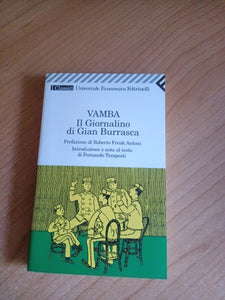 I Classici Universale Economica Feltrinelli
VAMBA
Il Giornalino
di Gian Burrasca
Prefazione di Roberto Freak Antoni
Introduzione e note al testo
di Fernando Tempesti